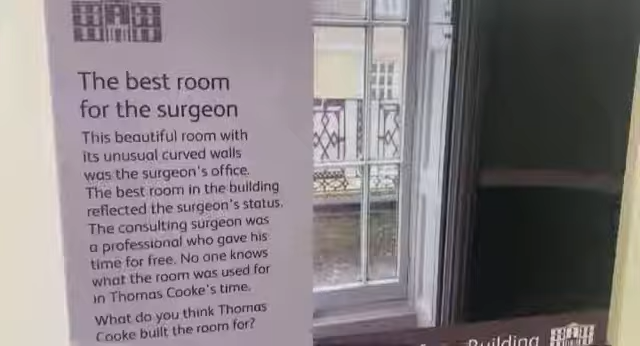 The best room
for the surgeon
This beautiful room with
its unusual curved walls
was the surgeon's office.
The best room in the building
reflected the surgeon's status.
The consulting surgeon was
a professional who gave his
time for free. No one knows
what the room was used for
in Thomas Cooke's time.
What do you think Thomas
Cooke built the room for?
Building